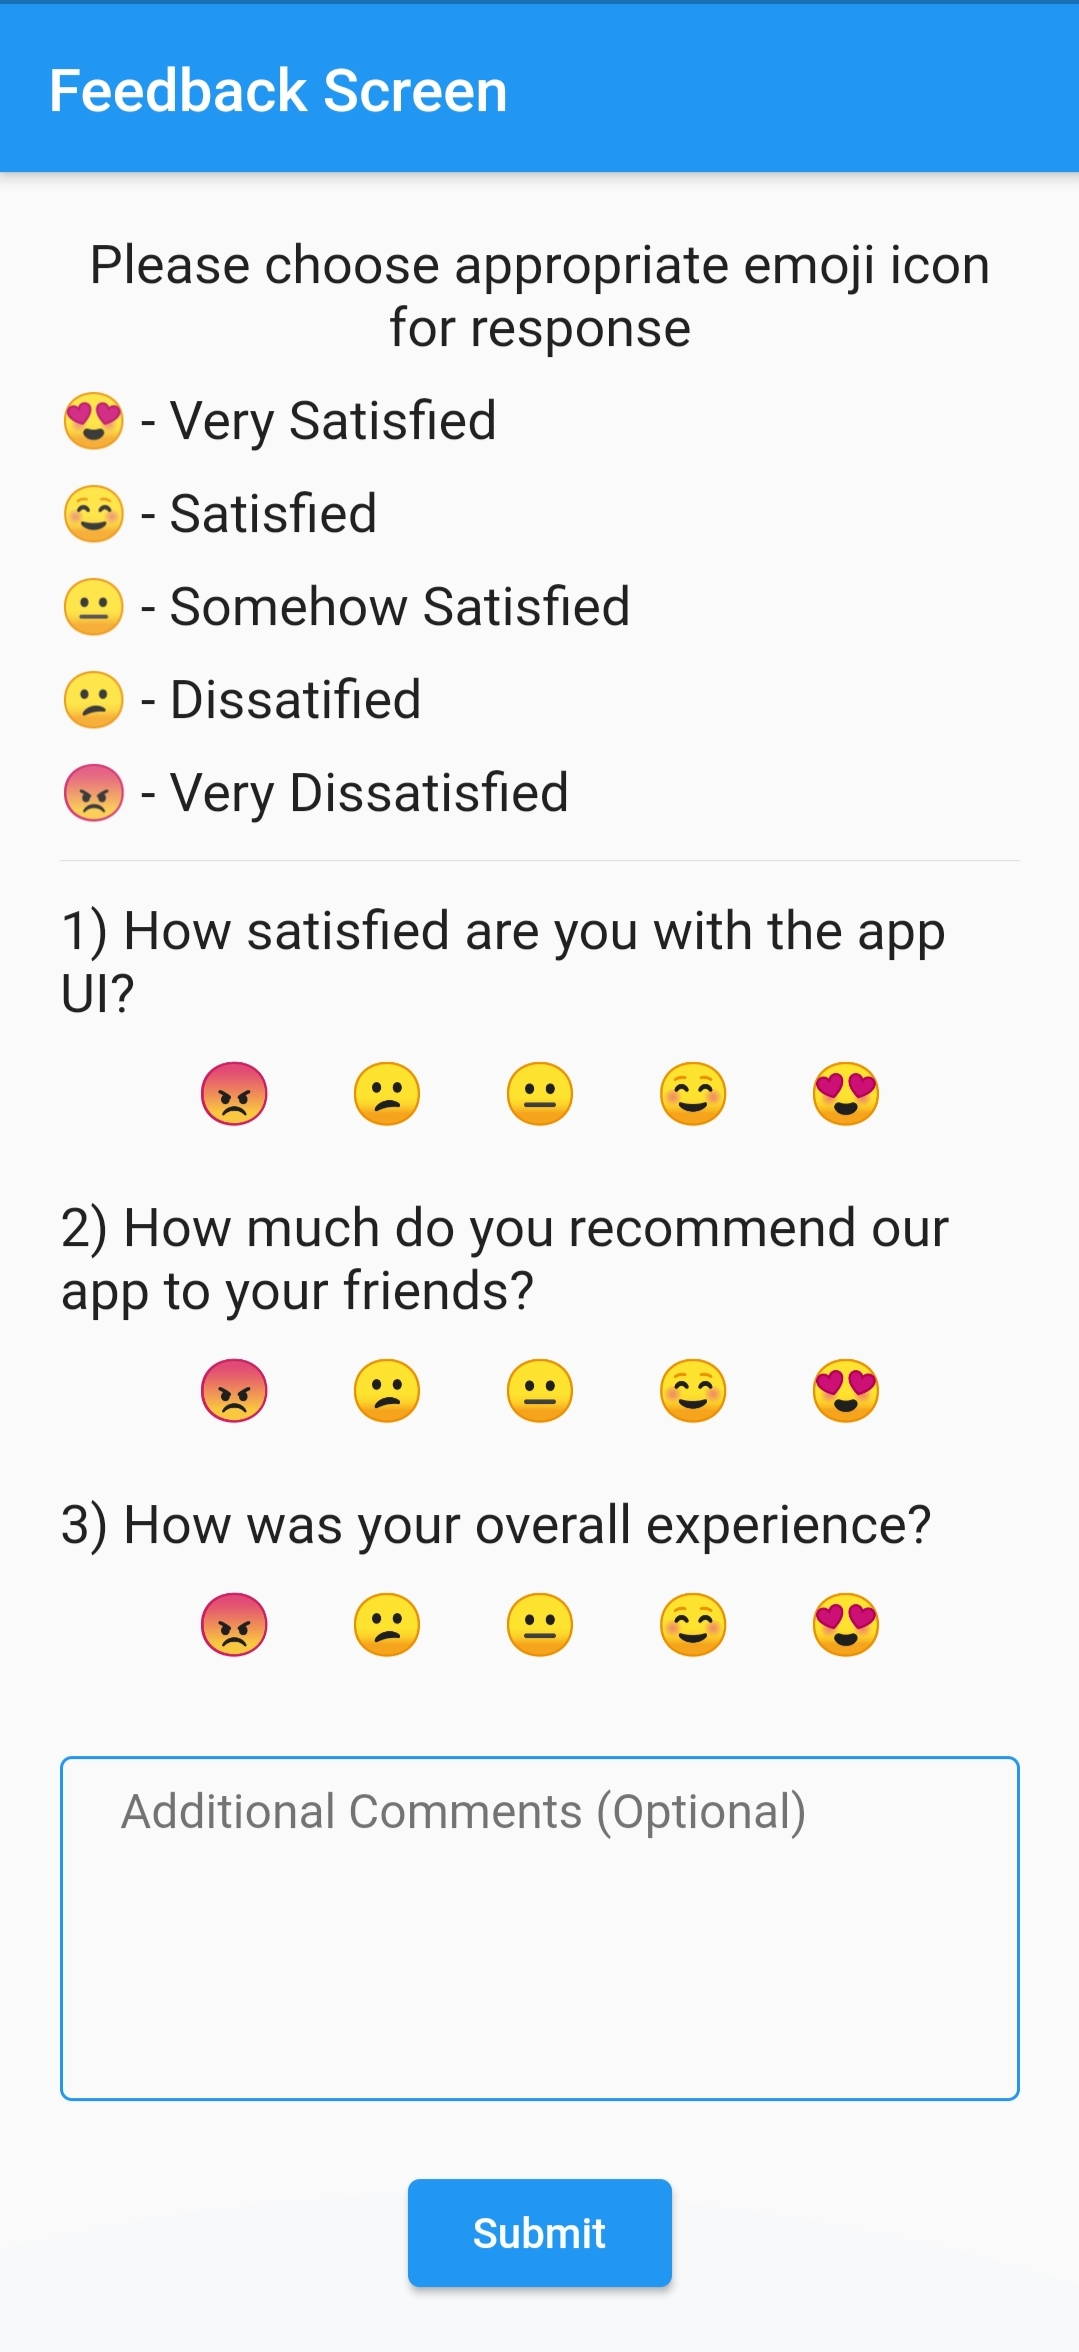 Feedback Screen
Please choose appropriate emoji icon
for response
😍 - Very Satisfied
☺️ - Satisfied
😐 - Somehow Satisfied
😕 - Dissatified
😡 - Very Dissatisfied
1) How satisfied are you with the app
UI?
😡 😕 😐 ☺️ 😍
2) How much do you recommend our
app to your friends?
😡 😕 😐 ☺️ 😍
3) How was your overall experience?
😡 😕 😐 ☺️ 😍
Additional Comments (Optional)
Submit